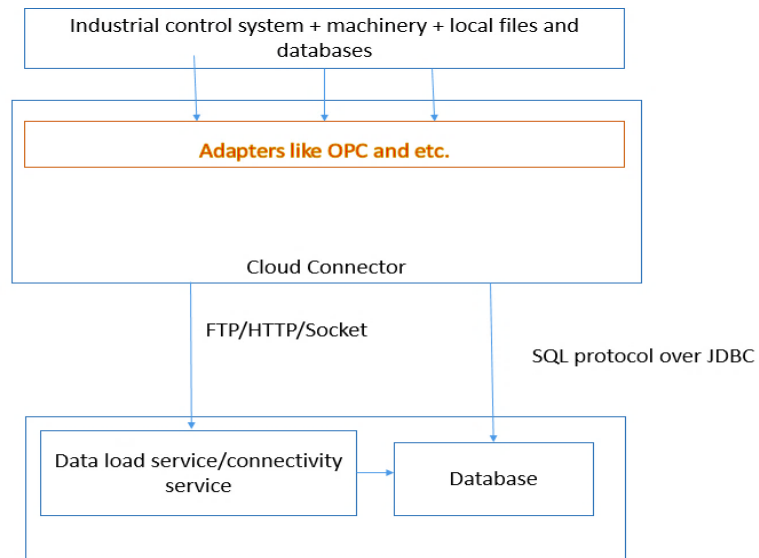 Industrial control system + machinery + local files and
databases
Adapters like OPC and etc.
Cloud Connector
FTP/HTTP/Socket
SQL protocol over JDBC
Data load service/connectivity
service
Database